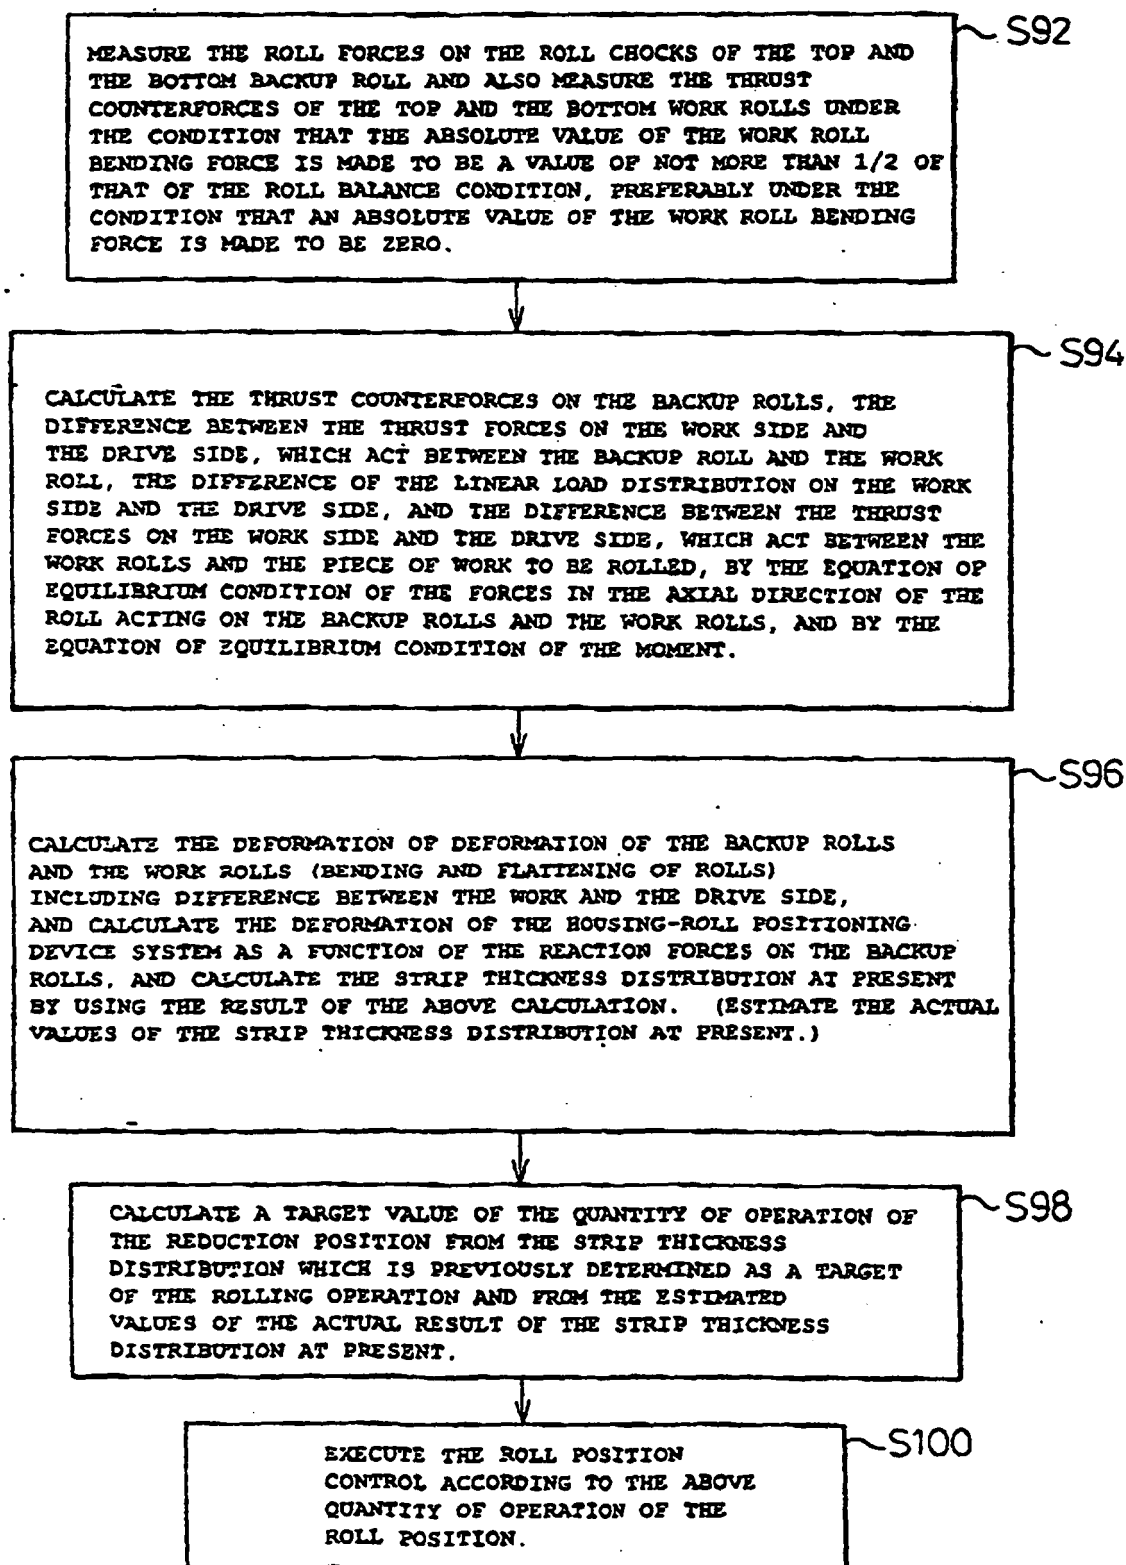 S92
MEASURE THE ROLL FORCES ON THE ROLL CHOCKS OF THE TOP AND
THE BOTTOM BACKUP ROLL AND ALSO MEASURE THE THRUST
COUNTERFORCES OF THE TOP AND THE BOTTOM WORK ROLLS UNDER
THE CONDITION THAT THE ABSOLUTE VALUE OF THE WORK ROLL
BENDING FORCE IS MADE TO BE A VALUE OF NOT MORE THAN 1/2 OF
THAT OF THE ROLL BALANCE CONDITION, PREFERABLY UNDER THE
CONDITION THAT AN ABSOLUTE VALUE OF THE WORK ROLL BENDING
FORCE IS MADE TO BE ZERO.
S94
CALCULATE THE THRUST COUNTERFORCES ON THE BACKUP ROLLS, THE
DIFFERENCE BETWEEN THE THRUST FORCES ON THE WORK SIDE AND
THE DRIVE SIDE, WHICH ACT BETWEEN THE BACKUP ROLL AND THE WORK
ROLL, THE DIFFERENCE OF THE LINEAR LOAD DISTRIBUTION ON THE WORK
SIDE AND THE DRIVE SIDE, AND THE DIFFERENCE BETWEEN THE THRUST
FORCES ON THE WORK SIDE AND THE DRIVE SIDE, WHICH ACT BETWEEN THE
WORK ROLLS AND THE PIECE OF WORK TO BE ROLLED, BY THE EQUATION OF
EQUILIBRIUM CONDITION OF THE FORCES IN THE AXIAL DIRECTION OF THE
ROLL ACTING ON THE BACKUP ROLLS AND THE WORK ROLLS, AND BY THE
EQUATION OF EQUILIBRIUM CONDITION OF THE MOMENT.
S96
CALCULATE THE DEFORMATION OF DEFORMATION OF THE BACKUP ROLLS
AND THE WORK ROLLS (BENDING AND FLATTENING OF ROLLS)
INCLUDING DIFFERENCE BETWEEN THE WORK AND THE DRIVE SIDE,
AND CALCULATE THE DEFORMATION OF THE HOUSING-ROLL POSITIONING
DEVICE SYSTEM AS A FUNCTION OF THE REACTION FORCES ON THE BACKUP
ROLLS, AND CALCULATE THE STRIP THICKNESS DISTRIBUTION AT PRESENT
BY USING THE RESULT OF THE ABOVE CALCULATION. (ESTIMATE THE ACTUAL
VALUES OF THE STRIP THICKNESS DISTRIBUTION AT PRESENT.)
S98
CALCULATE A TARGET VALUE OF THE QUANTITY OF OPERATION OF
THE REDUCTION POSITION FROM THE STRIP THICKNESS
DISTRIBUTION WHICH IS PREVIOUSLY DETERMINED AS A TARGET
OF THE ROLLING OPERATION AND FROM THE ESTIMATED
VALUES OF THE ACTUAL RESULT OF THE STRIP THICKNESS
DISTRIBUTION AT PRESENT.
S100
EXECUTE THE ROLL POSITION
CONTROL ACCORDING TO THE ABOVE
QUANTITY OF OPERATION OF THE
ROLL POSITION.